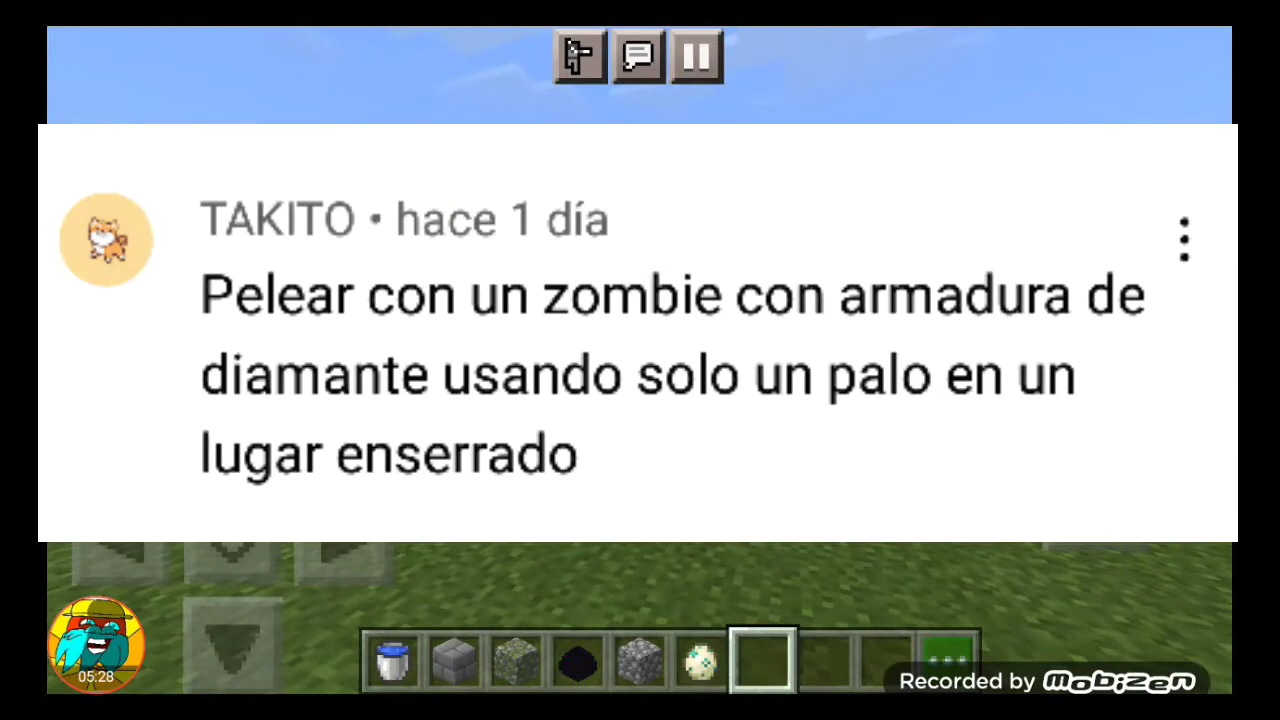 TAKITO • hace 1 día
Pelear con un zombie con armadura de
diamante usando solo un palo en un
lugar enserrado
05:28
Recorded by mobizen